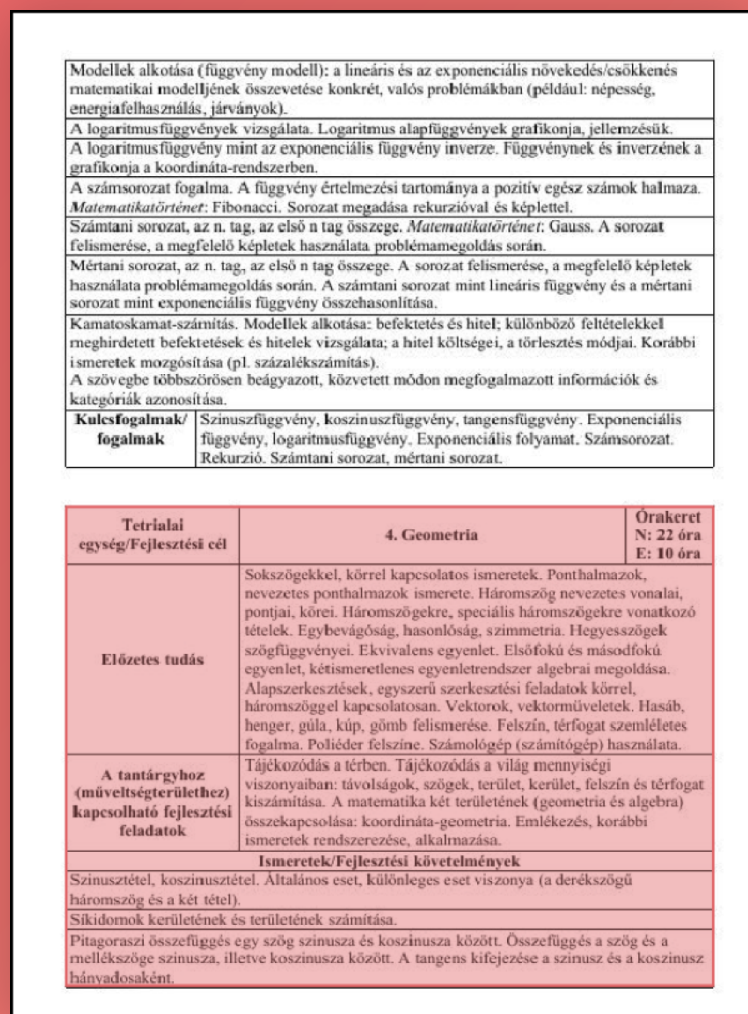 Modellek alkotása (függvény modell): a lineáris és az exponenciális növekedés/csökkenés
matematikai modelljének összevetése konkrét, valós problémákban (például: népesség,
energiafelhasználás, járványok).
A logaritmusfüggvények vizsgálata. Logaritmus alapfüggvények grafikonja, jellemzésük.
A logaritmusfüggvény mint az exponenciális függvény inverze. Függvénynek és inverzének a
grafikonja a koordináta-rendszerben.
A számsorozat fogalma. A függvény értelmezési tartománya a pozitív egész számok halmaza.
Matematikatörténet: Fibonacci. Sorozat megadása rekurzióval és képlettel.
Számtani sorozat, az n. tag, az első n tag összege. Matematikatörténet: Gauss. A sorozat
felismerése, a megfelelő képletek használata problémamegoldás során.
Mértani sorozat, az n. tag, az első n tag összege. A sorozat felismerése, a megfelelő képletek
használata problémamegoldás során. A számtani sorozat mint lineáris függvény és a mértani
sorozat mint exponenciális függvény összehasonlítása.
Kamatoskamat-számítás. Modellek alkotása: befektetés és hitel; különböző feltételekkel
meghirdetett befektetések és hitelek vizsgálata; a hitel költségei, a törlesztés módjai. Korábbi
ismeretek mozgósítása (pl. százalékszámítás).
A szövegbe többszörösen beágyazott, közvetett módon megfogalmazott információk és
kategóriák azonosítása.
Kulcsfogalmak/
fogalmak
Szinuszfüggvény, koszinuszfüggvény, tangensfüggvény. Exponenciális
függvény, logaritmusfüggvény. Exponenciális folyamat. Számsorozat.
Rekurzió. Számtani sorozat, mértani sorozat.
Tetrialai
egység/Fejlesztési cél
4. Geometria
Órakeret
N: 22 óra
E: 10 óra
Előzetes tudás
Sokszögekkel, körrel kapcsolatos ismeretek. Ponthalmazok,
nevezetes ponthalmazok ismerete. Háromszög nevezetes vonalai,
pontjai, körei. Háromszögekre, speciális háromszögekre vonatkozó
tételek. Egybevágóság, hasonlóság, szimmetria. Hegyesszögek
szögfüggvényei. Ekvivalens egyenlet. Elsőfokú és másodfokú
egyenlet, kétismeretlenes egyenletrendszer algebrai megoldása.
Alapszerkesztések, egyszerű szerkesztési feladatok körrel,
háromszöggel kapcsolatosan. Vektorok, vektorműveletek. Hasáb,
henger, gúla, kúp, gömb felismerése. Felszín, térfogat szemléletes
fogalma. Poliéder felszíne. Számológép (számítógép) használata.
A tantárgyhoz
(műveltségterülethez)
kapcsolható fejlesztési
feladatok
Tájékozódás a térben. Tájékozódás a világ mennyiségi
viszonyaiban: távolságok, szögek, terület, kerület, felszín és térfogat
kiszámítása. A matematika két területének (geometria és algebra)
összekapcsolása: koordináta-geometria. Emlékezés, korábbi
ismeretek rendszerezése, alkalmazása.
Ismeretek/Fejlesztési követelmények
Szinusztétel, koszinusztétel. Általános eset, különleges eset viszonya (a derékszögű
háromszög és a két tétel).
Síkidomok kerületének és területének számítása.
Pitagoraszi összefüggés egy szög szinusza és koszinusza között. Összefüggés a szög és a
mellékszöge szinusza, illetve koszinusza között. A tangens kifejezése a szinusz és a koszinusz
hányadosaként.